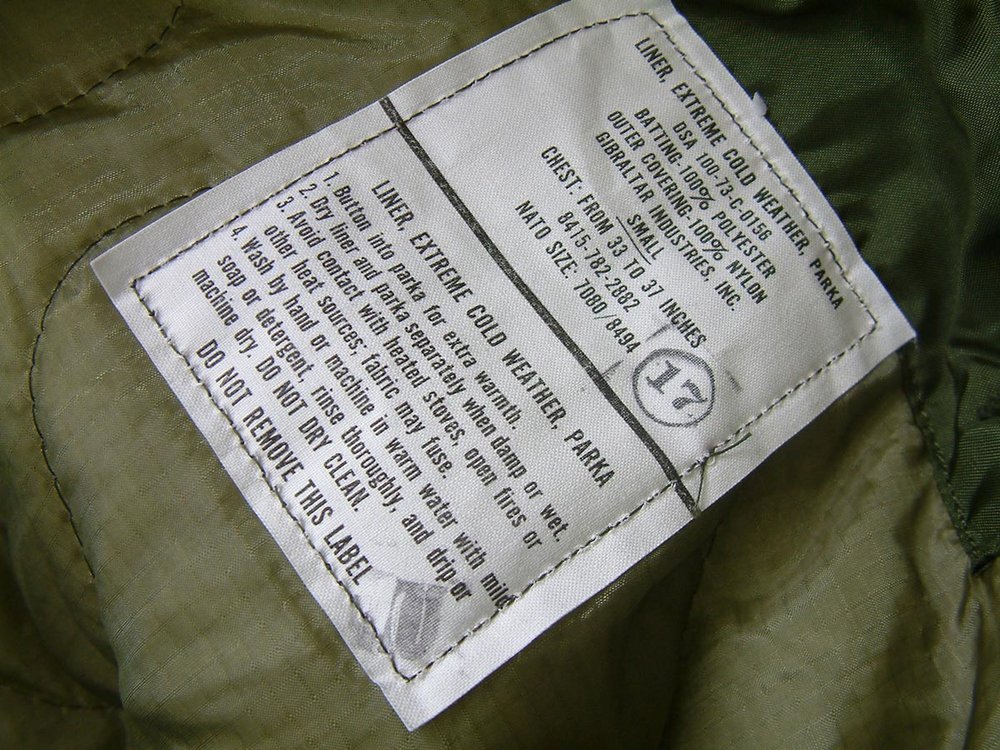 LINER, EXTREME COLD WEATHER, PARKA
DSA 100-73-C-0156
BATTING-100% POLYESTER
OUTER COVERING-100% NYLON
GIBRALTAR INDUSTRIES, INC.
SMALL
CHEST: FROM 33 TO 37 INCHES
8415-782-2882
NATO SIZE: 7080/8494
17
LINER, EXTREME COLD WEATHER, PARKA
1. Button into parka for extra warmth.
2. Dry liner and parka separately when damp or wet.
3. Avoid contact with heated stoves, open fires or
other heat sources, fabric may fuse.
4. Wash by hand or machine in warm water with mild
soap or detergent, rinse thoroughly, and drip or
machine dry. DO NOT DRY CLEAN.
DO NOT REMOVE THIS LABEL